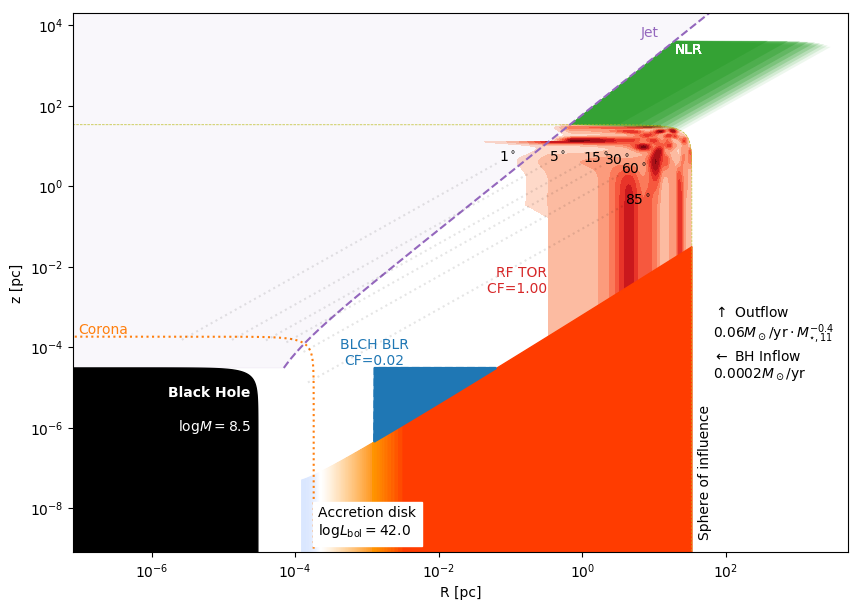 Jet
NLR
1° 5° 15° 30° 60° 85°
RF TOR
CF=1.00
Corona
BLCH BLR
CF=0.02
Black Hole
logM = 8.5
Accretion disk
logL_bol = 42.0
Sphere of influence
↑ Outflow
0.06M_⊙/yr · M_{•,11}^{-0.4}
← BH Inflow
0.0002M_⊙/yr
z [pc]
10^4
10^2
10^0
10^-2
10^-4
10^-6
10^-8
10^-6 10^-4 10^-2 10^0 10^2
R [pc]